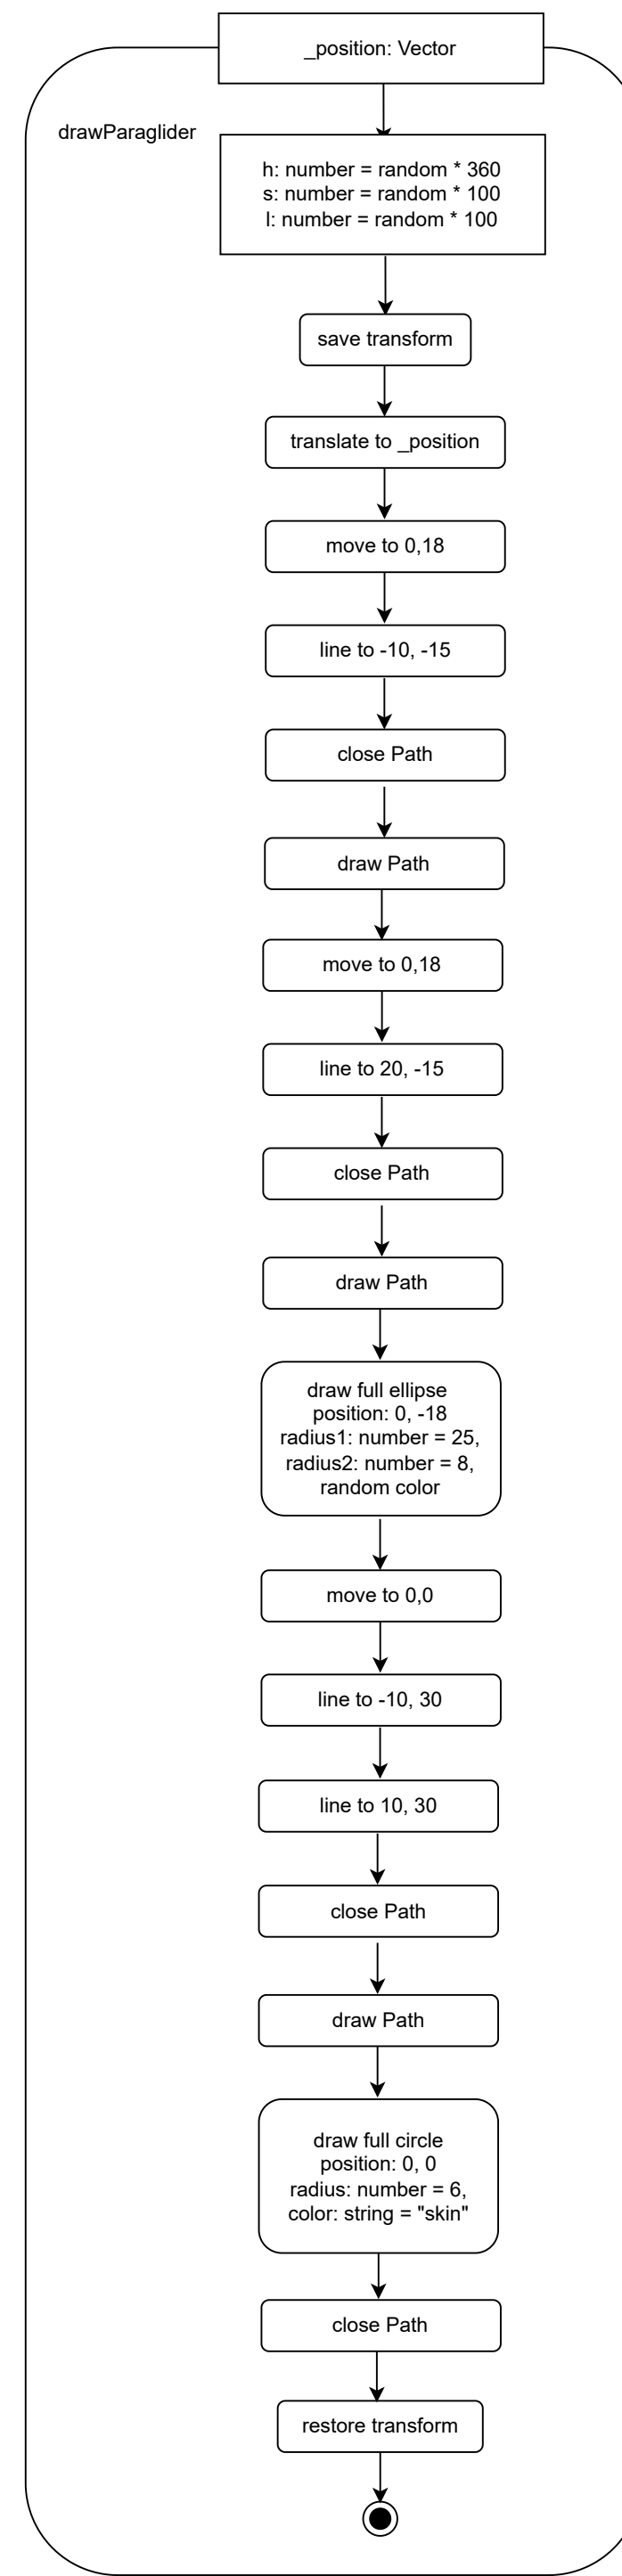 _position: Vector
drawParaglider
h: number = random * 360
s: number = random * 100
l: number = random * 100
save transform
translate to _position
move to 0,18
line to -10, -15
close Path
draw Path
move to 0,18
line to 20, -15
close Path
draw Path
draw full ellipse
position: 0, -18
radius1: number = 25,
radius2: number = 8,
random color
move to 0,0
line to -10, 30
line to 10, 30
close Path
draw Path
draw full circle
position: 0, 0
radius: number = 6,
color: string = "skin"
close Path
restore transform